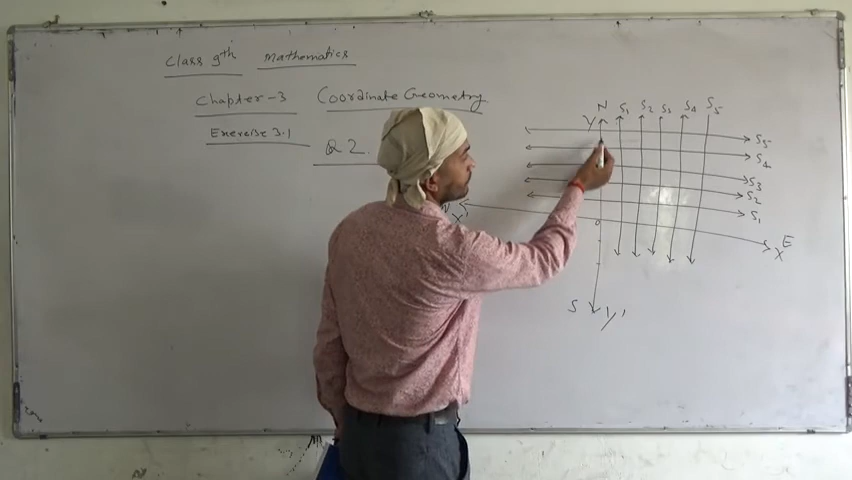 Class 9th Mathematics
Chapter-3 Coordinate Geometry
Exercise 3.1
Q 2.
N S1 S2 S3 S4 S5
Y
S5
S4
S3
S2
S1
X'
0
E
X
S Y'